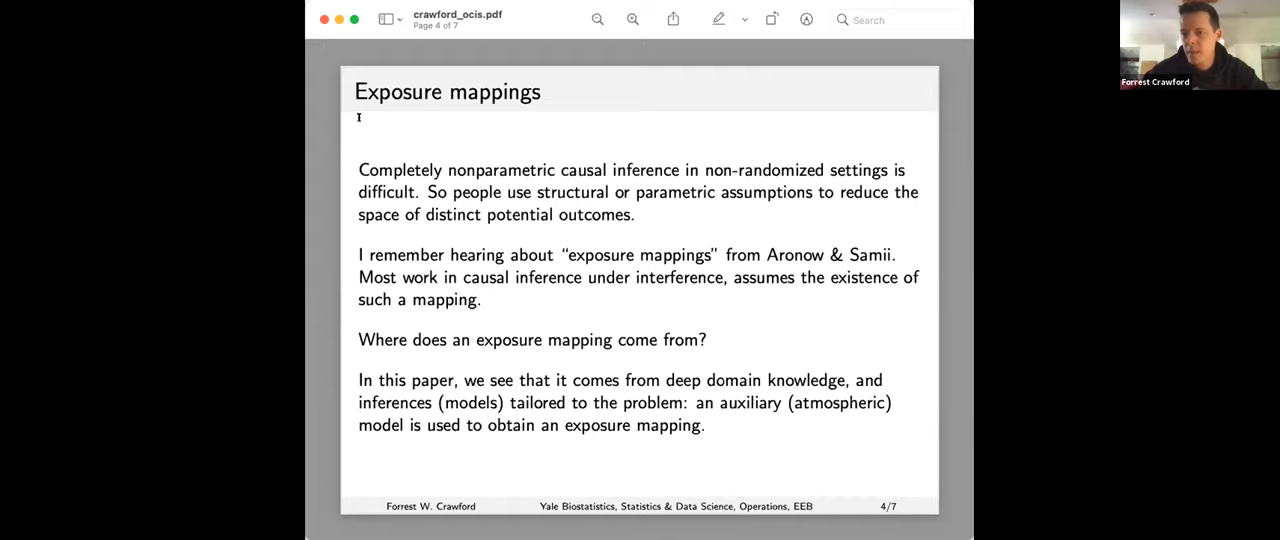 crawford_ocis.pdf
Page 4 of 7
Search
Forrest Crawford
Exposure mappings
Completely nonparametric causal inference in non-randomized settings is
difficult. So people use structural or parametric assumptions to reduce the
space of distinct potential outcomes.
I remember hearing about “exposure mappings” from Aronow & Samii.
Most work in causal inference under interference, assumes the existence of
such a mapping.
Where does an exposure mapping come from?
In this paper, we see that it comes from deep domain knowledge, and
inferences (models) tailored to the problem: an auxiliary (atmospheric)
model is used to obtain an exposure mapping.
Forrest W. Crawford
Yale Biostatistics, Statistics & Data Science, Operations, EEB
4/7